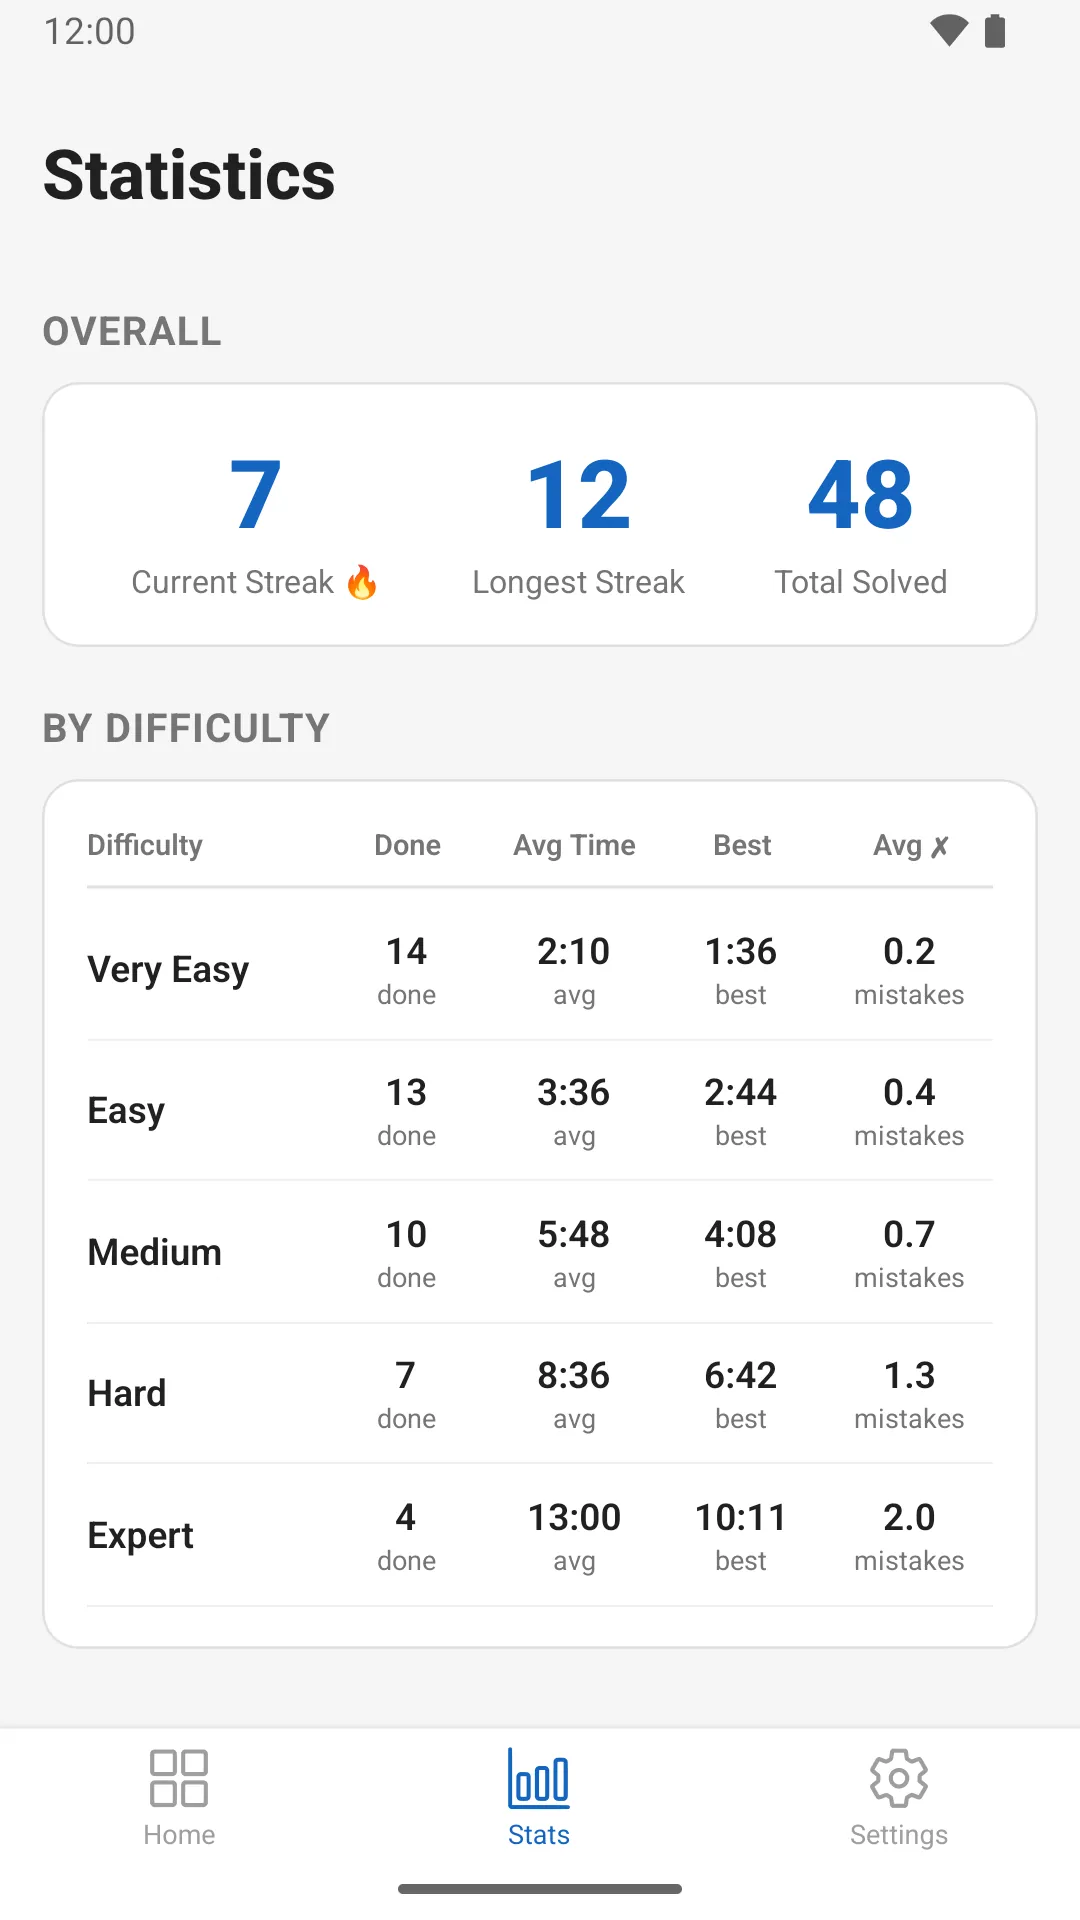 12:00
Statistics
OVERALL
7 12 48
Current Streak 🔥 Longest Streak Total Solved
BY DIFFICULTY
Difficulty Done Avg Time Best Avg ✗
Very Easy 14 2:10 1:36 0.2
done avg best mistakes
Easy 13 3:36 2:44 0.4
done avg best mistakes
Medium 10 5:48 4:08 0.7
done avg best mistakes
Hard 7 8:36 6:42 1.3
done avg best mistakes
Expert 4 13:00 10:11 2.0
done avg best mistakes
Home Stats Settings